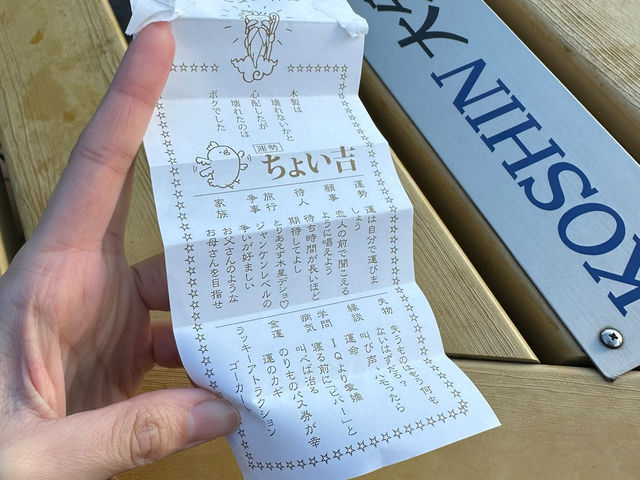 木製は
壊れないかと
心配したが
壊れたのは
ボクでした
運勢
ちょい吉
運勢 運は自分で運びま
しょう
願事 恋人の前で聞こえる
ように唱えよう
待人 待ち時間が長いほど
期待してよし
旅行 とりあえず木星デショ♡
争事 ジャンケンレベルの
争いが好ましい
家族 お父さんのような
お母さんを目指せ
失物 失うものはもう何も
ないはずだろ?
縁談 叫び声ハモったら
運命
学問 IQより愛嬌
病気 寝る前に「ビバ〜」と
叫べば治る
金運 のりものパス券が幸
運のカギ
ラッキーアトラクション
ゴーカート
KOSHIN 大